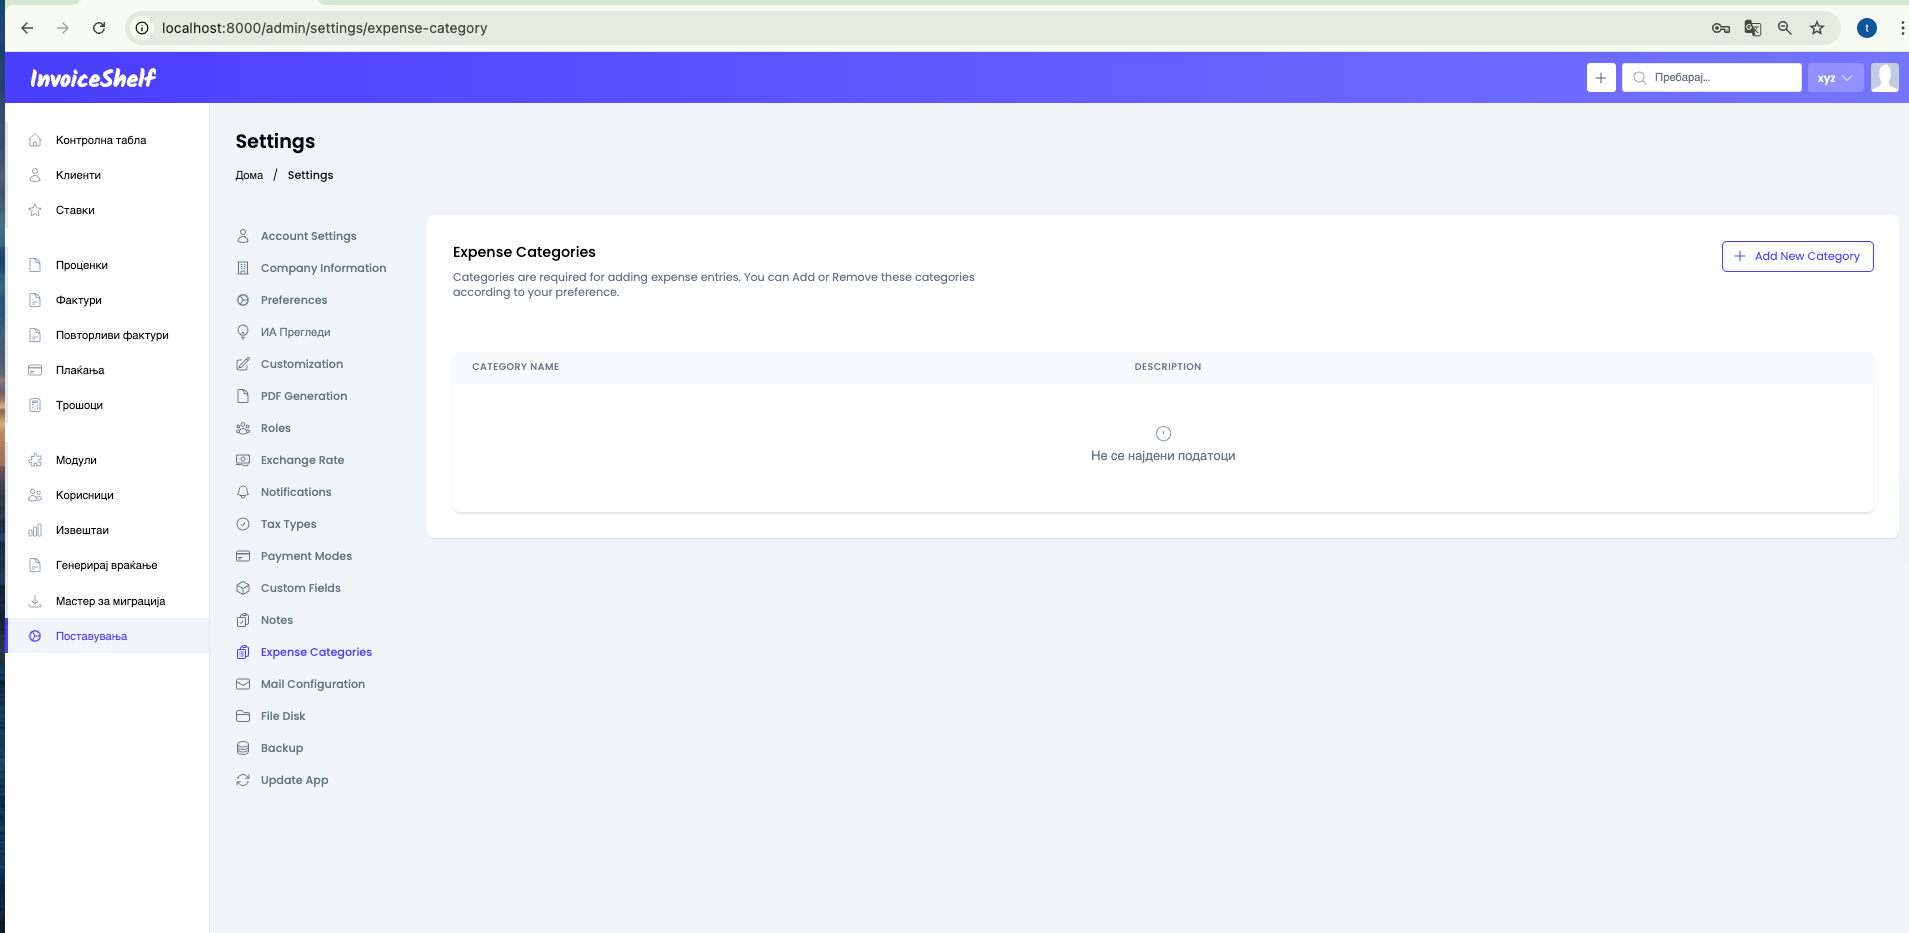 localhost:8000/admin/settings/expense-category
t
InvoiceShelf
Пребарај...
xyz
Контролна табла
Клиенти
Ставки
Проценки
Фактури
Повторливи фактури
Плаќања
Трошоци
Модули
Корисници
Извештаи
Генерирај враќање
Мастер за миграција
Поставувања
Settings
Дома / Settings
Account Settings
Company Information
Preferences
ИА Прегледи
Customization
PDF Generation
Roles
Exchange Rate
Notifications
Tax Types
Payment Modes
Custom Fields
Notes
Expense Categories
Mail Configuration
File Disk
Backup
Update App
Expense Categories
Categories are required for adding expense entries. You can Add or Remove these categories
according to your preference.
Add New Category
CATEGORY NAME DESCRIPTION
Не се најдени податоци